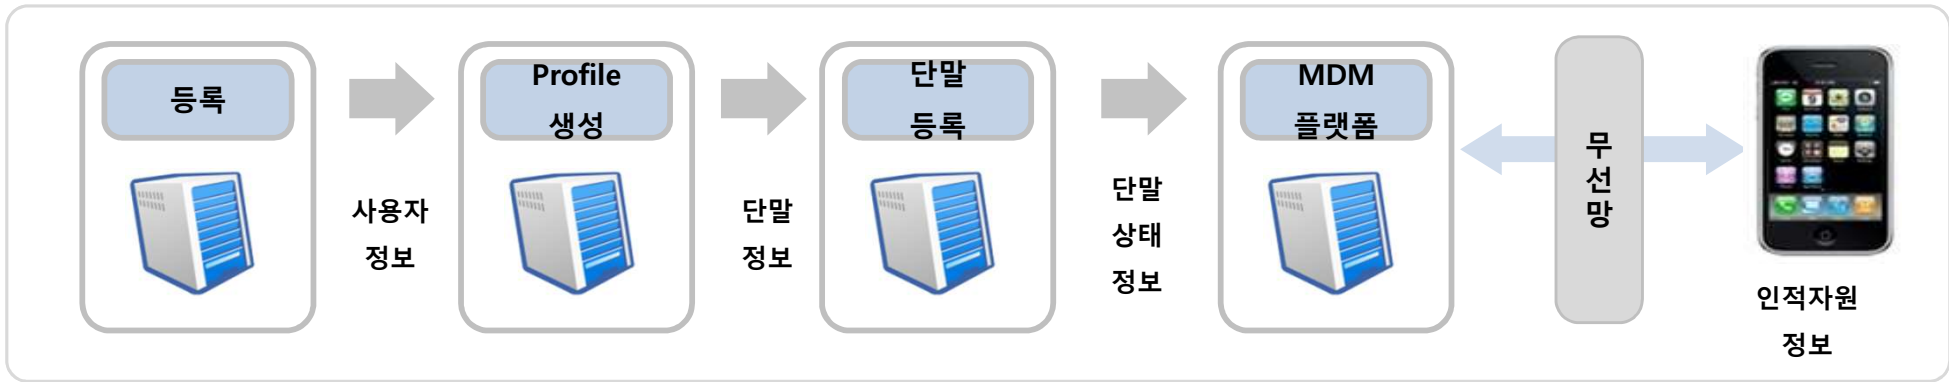 등록
사용자
정보
Profile
생성
단말
정보
단말
등록
단말
상태
정보
MDM
플랫폼
무
선
망
인적자원
정보